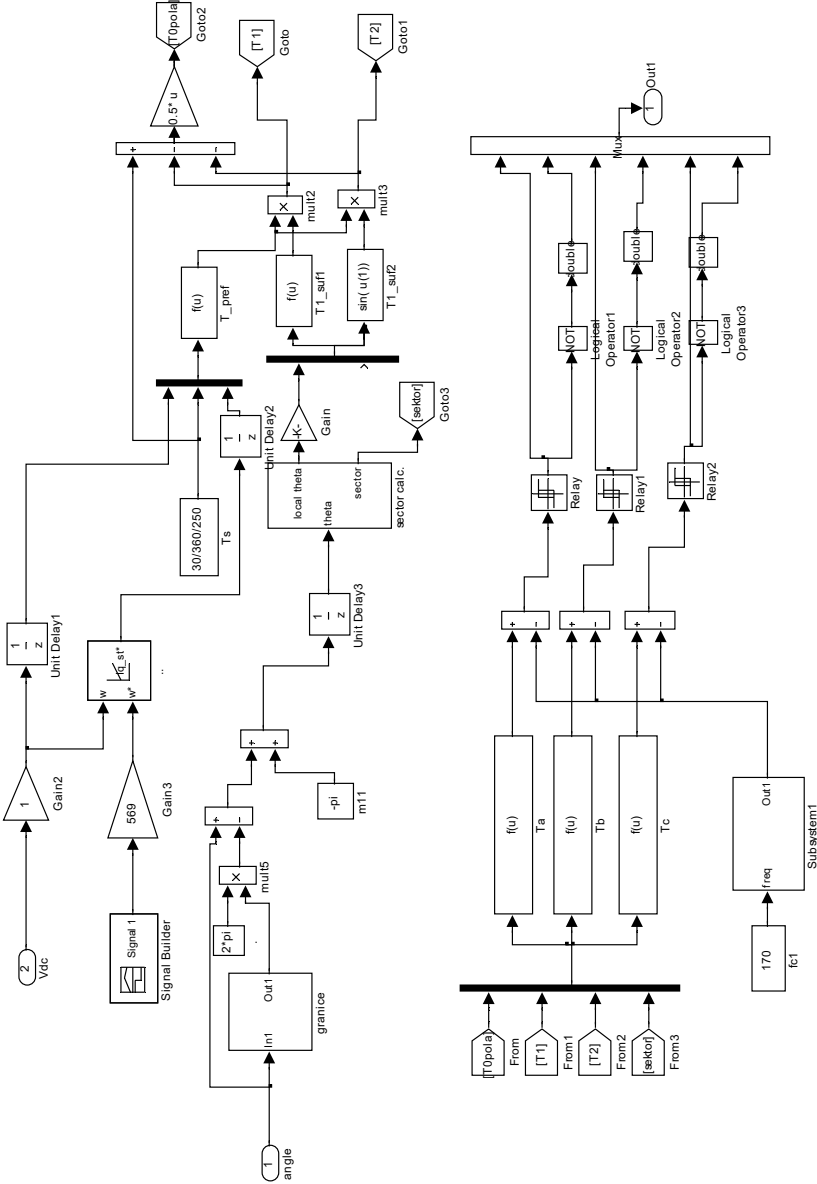 2
Vdc
1
Gain2
1
z
Unit Delay1
Signal 1
Signal Builder
569
Gain3
w
w*
Iq_st*
..
30/360/250
Ts
1
z
Unit Delay2
f(u)
T_pref
+
-
-
0.5* u
[T0pola]
Goto2
[T1]
Goto
[T2]
Goto1
×
mult2
×
mult3
f(u)
T1_suf1
sin( u(1))
T1_suf2
-K-
Gain
[sektor]
Goto3
local theta
theta
sector
sector calc.
1
z
Unit Delay3
+
+
-pi
m11
+
-
×
mult5
2*pi
.
In1
Out1
granice
1
angle
[T0pola]
From
[T1]
From1
[T2]
From2
[sektor]
From3
f(u)
Ta
f(u)
Tb
f(u)
Tc
170
fc1
freq
Out1
Subsystem1
+
-
+
-
+
-
Relay
Relay1
Relay2
NOT
Logical
Operator1
NOT
Logical
Operator2
NOT
Logical
Operator3
double
double
double
Mux
1
Out1